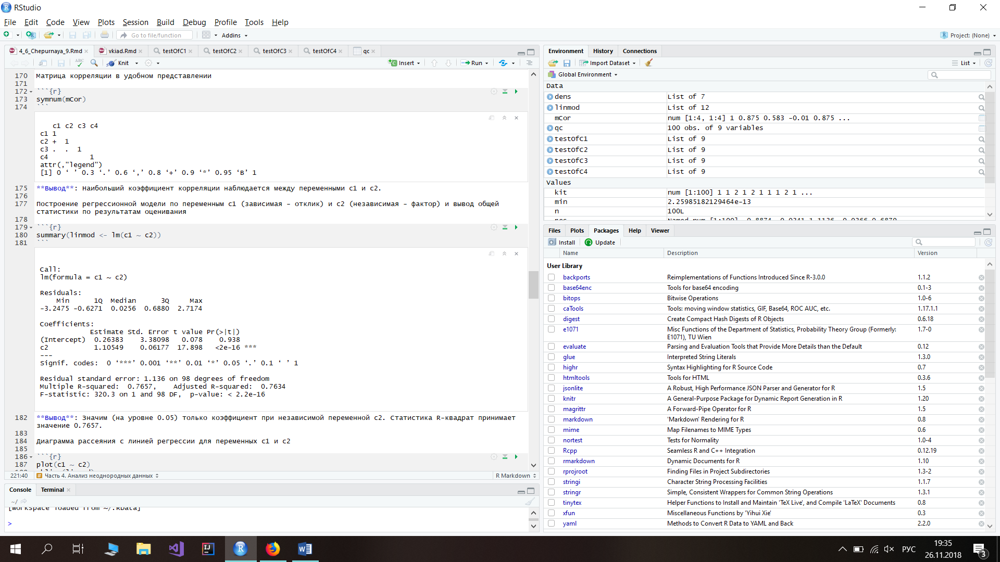 RStudio
File Edit Code View Plots Session Build Debug Profile Tools Help
Go to file/function Addins Project: (None)
4_6_Chepurnaya_9.Rmd vkiad.Rmd testOfC1 testOfC2 testOfC3 testOfC4 qc
ABC Knit Insert Run
170 Матрица корреляции в удобном представлении
171
172 ```{r}
173 symnum(mCor)
174 ```
c1 c2 c3 c4
c1 1
c2 + 1
c3 . . 1
c4 1
attr(,"legend")
[1] 0 ‘ ’ 0.3 ‘.’ 0.6 ‘,’ 0.8 ‘+’ 0.9 ‘*’ 0.95 ‘B’ 1
175 **Вывод**: Наибольший коэффициент корреляции наблюдается между переменными c1 и c2.
176
177 Построение регрессионной модели по переменным c1 (зависимая – отклик) и c2 (независимая – фактор) и вывод общей
статистики по результатам оценивания
178
179 ```{r}
180 summary(linmod <- lm(c1 ~ c2))
181 ```
Call:
lm(formula = c1 ~ c2)
Residuals:
Min 1Q Median 3Q Max
-3.2475 -0.6271 0.0256 0.6880 2.7174
Coefficients:
Estimate Std. Error t value Pr(>|t|)
(Intercept) 0.26383 3.38098 0.078 0.938
c2 1.10549 0.06177 17.898 <2e-16 ***
---
Signif. codes: 0 ‘***’ 0.001 ‘**’ 0.01 ‘*’ 0.05 ‘.’ 0.1 ‘ ’ 1
Residual standard error: 1.136 on 98 degrees of freedom
Multiple R-squared: 0.7657, Adjusted R-squared: 0.7634
F-statistic: 320.3 on 1 and 98 DF, p-value: < 2.2e-16
182 **Вывод**: Значим (на уровне 0.05) только коэффициент при независимой переменной c2. Статистика R-квадрат принимает
значение 0.7657.
183
184 Диаграмма рассеяния с линией регрессии для переменных c1 и c2
185
186 ```{r}
187 plot(c1 ~ c2)
221:40 Часть 4. Анализ неоднородных данных R Markdown
Console Terminal
~/
[Workspace loaded from ~/.RData]
>
Environment History Connections
Import Dataset List
Global Environment
Data
dens List of 7
linmod List of 12
mCor num [1:4, 1:4] 1 0.875 0.583 -0.01 0.875 ...
qc 100 obs. of 9 variables
testOfC1 List of 9
testOfC2 List of 9
testOfC3 List of 9
testOfC4 List of 9
Values
kit num [1:100] 1 1 2 1 2 1 1 1 2 1 ...
min 2.25985182129464e-13
n 100L
Files Plots Packages Help Viewer
Install Update
Name Description Version
User Library
backports Reimplementations of Functions Introduced Since R-3.0.0 1.1.2
base64enc Tools for base64 encoding 0.1-3
bitops Bitwise Operations 1.0-6
caTools Tools: moving window statistics, GIF, Base64, ROC AUC, etc. 1.17.1.1
digest Create Compact Hash Digests of R Objects 0.6.18
e1071 Misc Functions of the Department of Statistics, Probability Theory Group (Formerly: 1.7-0
E1071), TU Wien
evaluate Parsing and Evaluation Tools that Provide More Details than the Default 0.12
glue Interpreted String Literals 1.3.0
highr Syntax Highlighting for R Source Code 0.7
htmltools Tools for HTML 0.3.6
jsonlite A Robust, High Performance JSON Parser and Generator for R 1.5
knitr A General-Purpose Package for Dynamic Report Generation in R 1.20
magrittr A Forward-Pipe Operator for R 1.5
markdown 'Markdown' Rendering for R 0.8
mime Map Filenames to MIME Types 0.6
nortest Tests for Normality 1.0-4
Rcpp Seamless R and C++ Integration 0.12.19
rmarkdown Dynamic Documents for R 1.10
rprojroot Finding Files in Project Subdirectories 1.3-2
stringi Character String Processing Facilities 1.1.7
stringr Simple, Consistent Wrappers for Common String Operations 1.3.1
tinytex Helper Functions to Install and Maintain 'TeX Live', and Compile 'LaTeX' Documents 0.8
xfun Miscellaneous Functions by 'Yihui Xie' 0.3
yaml Methods to Convert R Data to YAML and Back 2.2.0
РУС 19:35
26.11.2018 3